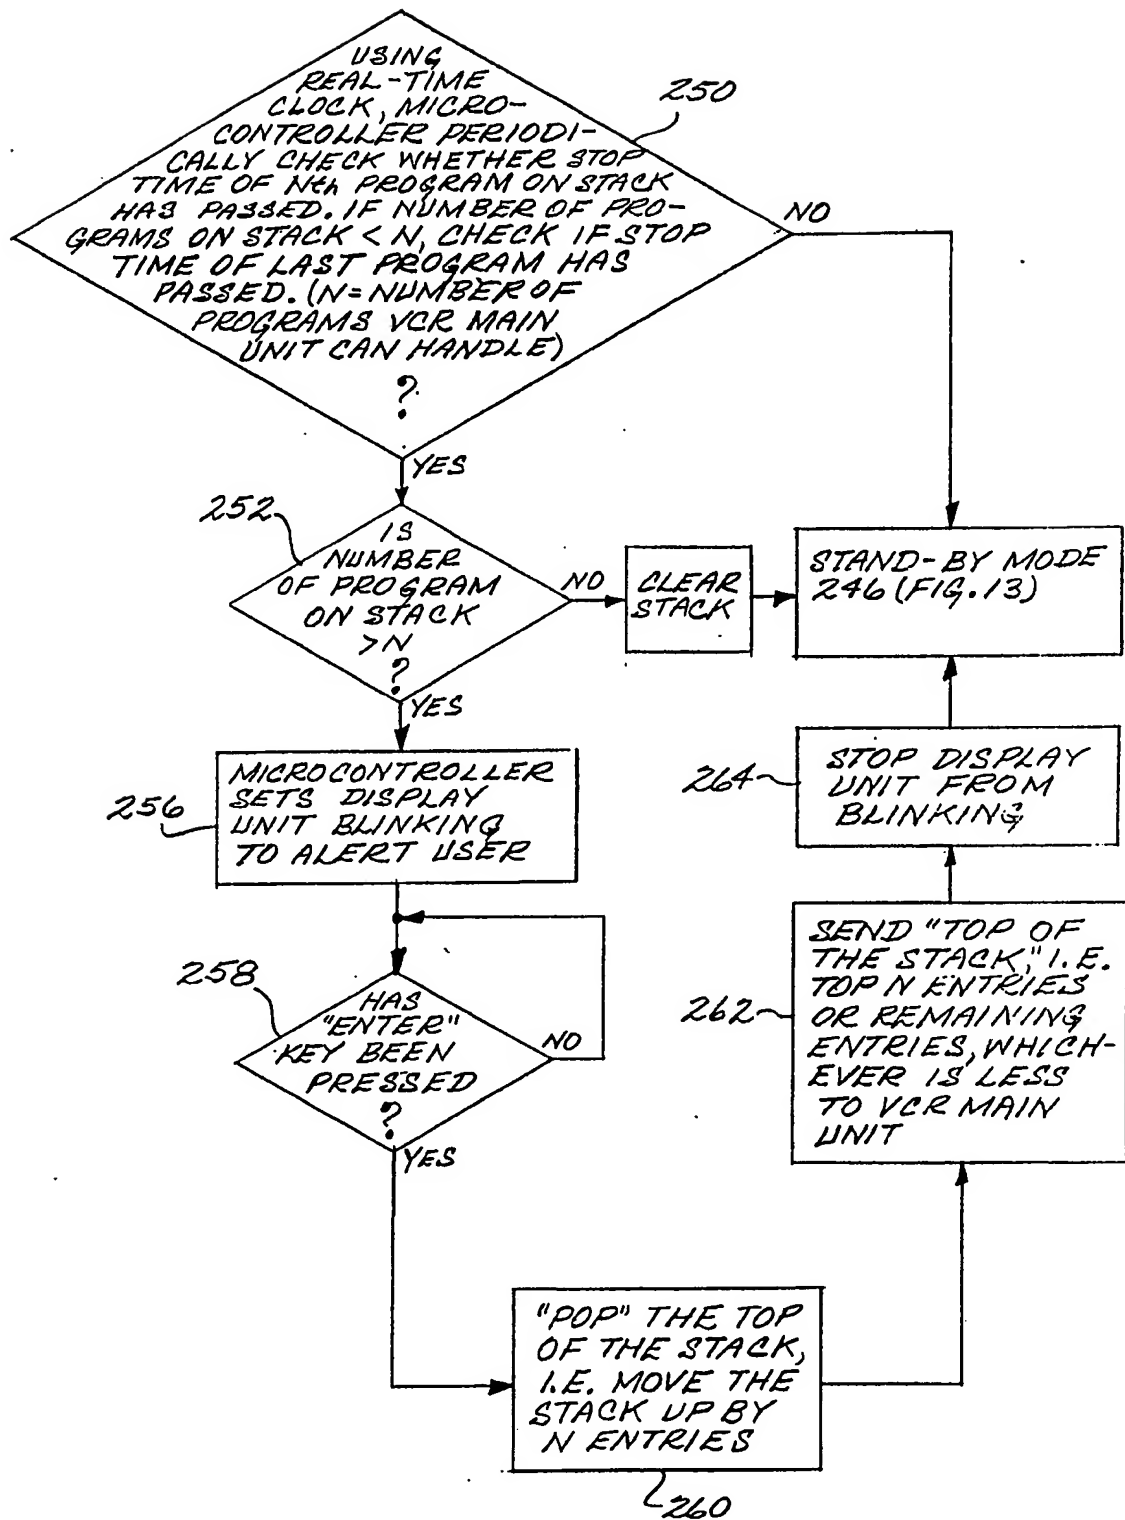 USING
REAL-TIME
CLOCK, MICRO-
CONTROLLER PERIODI-
CALLY CHECK WHETHER STOP
TIME OF Nth PROGRAM ON STACK
HAS PASSED. IF NUMBER OF PRO-
GRAMS ON STACK < N, CHECK IF STOP
TIME OF LAST PROGRAM HAS
PASSED. (N=NUMBER OF
PROGRAMS VCR MAIN
UNIT CAN HANDLE)
?
250
NO
YES
252
IS
NUMBER
OF PROGRAM
ON STACK
>N
?
NO
CLEAR
STACK
STAND-BY MODE
246 (FIG. 13)
YES
256
MICROCONTROLLER
SETS DISPLAY
UNIT BLINKING
TO ALERT USER
264
STOP DISPLAY
UNIT FROM
BLINKING
258
HAS
"ENTER"
KEY BEEN
PRESSED
?
NO
YES
262
SEND "TOP OF
THE STACK," I.E.
TOP N ENTRIES
OR REMAINING
ENTRIES, WHICH-
EVER IS LESS
TO VCR MAIN
UNIT
"POP" THE TOP
OF THE STACK,
I.E. MOVE THE
STACK UP BY
N ENTRIES
260